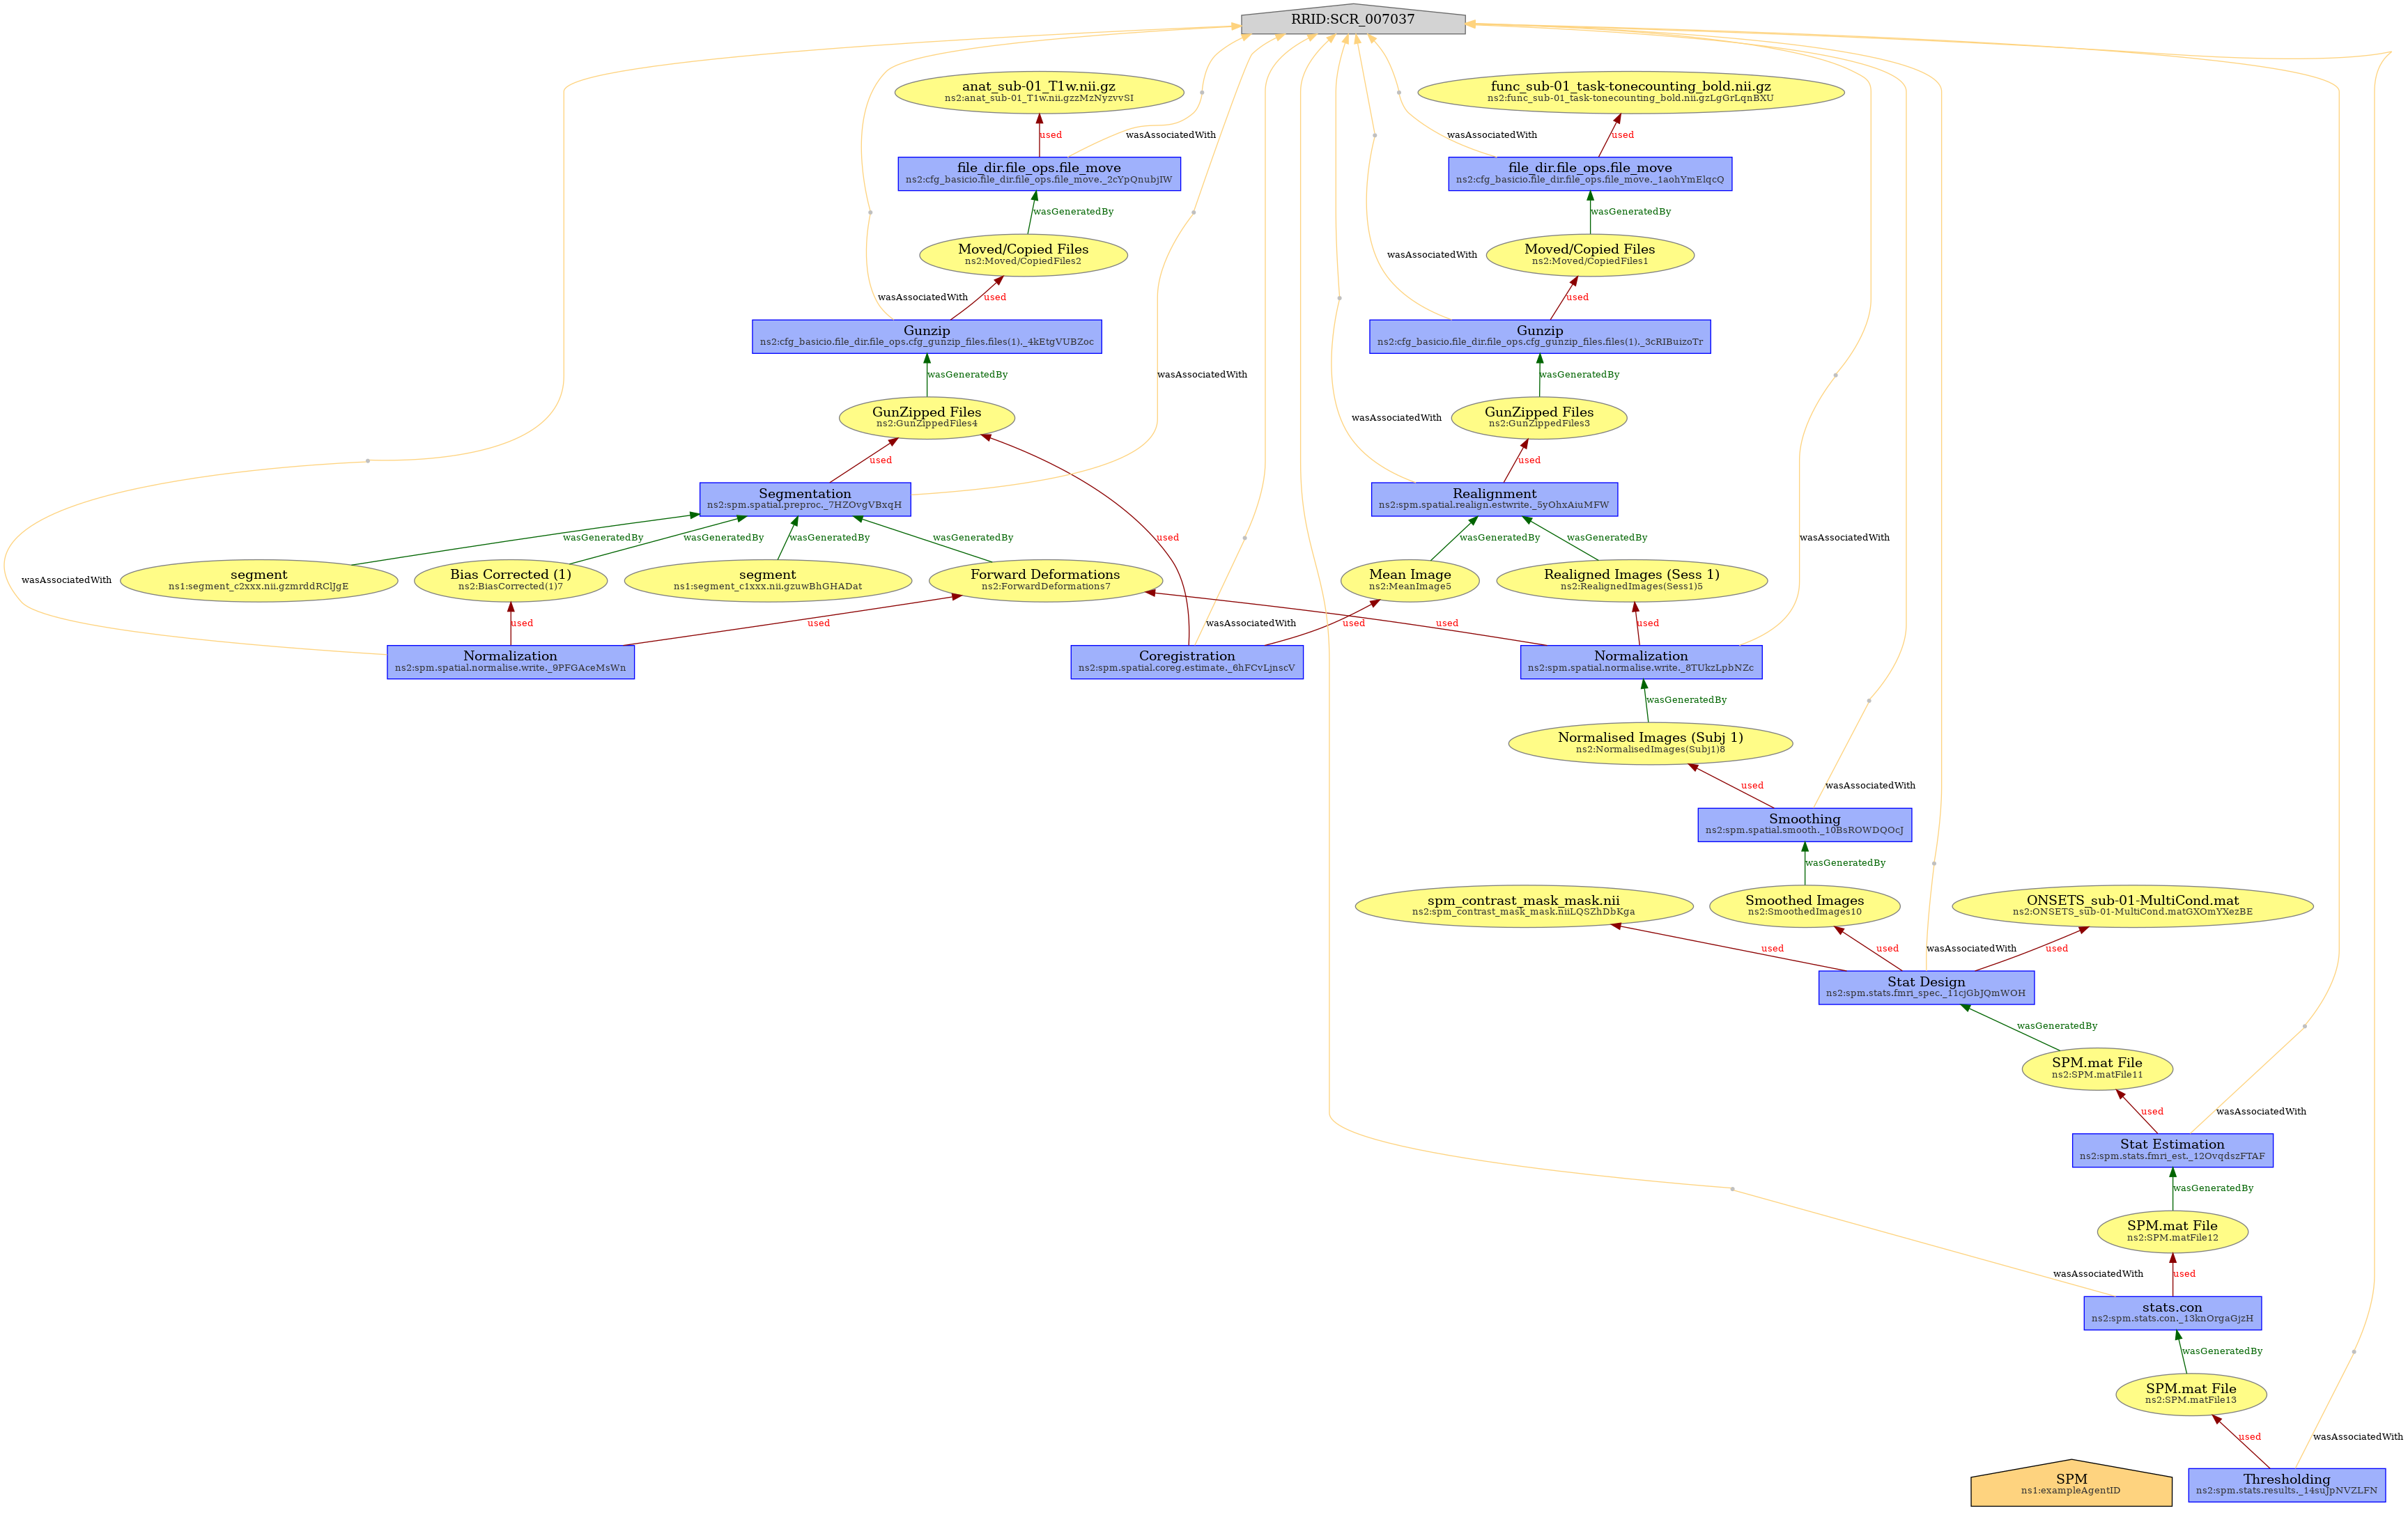 RRID:SCR_007037
anat_sub-01_T1w.nii.gz
ns2:anat_sub-01_T1w.nii.gzzMzNyzvvSI
func_sub-01_task-tonecounting_bold.nii.gz
ns2:func_sub-01_task-tonecounting_bold.nii.gzLgGrLqnBXU
used
wasAssociatedWith
wasAssociatedWith
used
file_dir.file_ops.file_move
ns2:cfg_basicio.file_dir.file_ops.file_move._2cYpQnubjIW
file_dir.file_ops.file_move
ns2:cfg_basicio.file_dir.file_ops.file_move._1aohYmElqcQ
wasGeneratedBy
wasGeneratedBy
Moved/Copied Files
ns2:Moved/CopiedFiles2
Moved/Copied Files
ns2:Moved/CopiedFiles1
wasAssociatedWith
used
wasAssociatedWith
used
Gunzip
ns2:cfg_basicio.file_dir.file_ops.cfg_gunzip_files.files(1)._4kEtgVUBZoc
Gunzip
ns2:cfg_basicio.file_dir.file_ops.cfg_gunzip_files.files(1)._3cRIBuizoTr
wasGeneratedBy
wasAssociatedWith
wasGeneratedBy
GunZipped Files
ns2:GunZippedFiles4
GunZipped Files
ns2:GunZippedFiles3
used
wasAssociatedWith
used
Segmentation
ns2:spm.spatial.preproc._7HZOvgVBxqH
Realignment
ns2:spm.spatial.realign.estwrite._5yOhxAiuMFW
wasGeneratedBy
wasGeneratedBy
wasGeneratedBy
wasGeneratedBy
used
wasGeneratedBy
wasGeneratedBy
wasAssociatedWith
wasAssociatedWith
segment
ns1:segment_c2xxx.nii.gzmrddRClJgE
Bias Corrected (1)
ns2:BiasCorrected(1)7
segment
ns1:segment_c1xxx.nii.gzuwBhGHADat
Forward Deformations
ns2:ForwardDeformations7
Mean Image
ns2:MeanImage5
Realigned Images (Sess 1)
ns2:RealignedImages(Sess1)5
used
used
wasAssociatedWith
used
used
used
Normalization
ns2:spm.spatial.normalise.write._9PFGAceMsWn
Coregistration
ns2:spm.spatial.coreg.estimate._6hFCvLjnscV
Normalization
ns2:spm.spatial.normalise.write._8TUkzLpbNZc
wasGeneratedBy
Normalised Images (Subj 1)
ns2:NormalisedImages(Subj1)8
used
wasAssociatedWith
Smoothing
ns2:spm.spatial.smooth._10BsROWDQOcJ
wasGeneratedBy
spm_contrast_mask_mask.nii
ns2:spm_contrast_mask_mask.niiLQSZhDbKga
Smoothed Images
ns2:SmoothedImages10
ONSETS_sub-01-MultiCond.mat
ns2:ONSETS_sub-01-MultiCond.matGXOmYXezBE
used
used
wasAssociatedWith
used
Stat Design
ns2:spm.stats.fmri_spec._11cjGbJQmWOH
wasGeneratedBy
SPM.mat File
ns2:SPM.matFile11
used
wasAssociatedWith
Stat Estimation
ns2:spm.stats.fmri_est._12OvqdszFTAF
wasGeneratedBy
SPM.mat File
ns2:SPM.matFile12
wasAssociatedWith
used
stats.con
ns2:spm.stats.con._13knOrgaGjzH
wasGeneratedBy
SPM.mat File
ns2:SPM.matFile13
used
wasAssociatedWith
SPM
ns1:exampleAgentID
Thresholding
ns2:spm.stats.results._14suJpNVZLFN